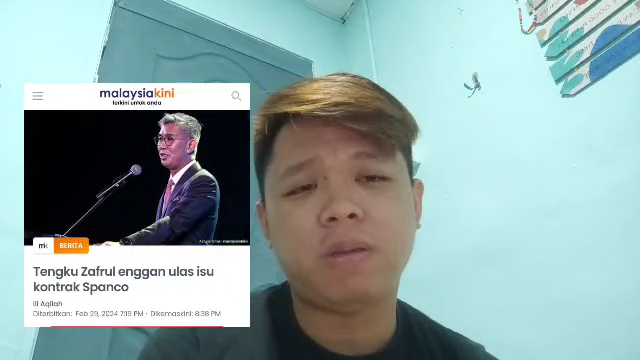 malaysiakini
terkini untuk anda
mk BERITA
Tengku Zafrul enggan ulas isu
kontrak Spanco
Diterbitkan: Feb 29, 2024 7:19 PM - Dikemaskini: 8:38 PM